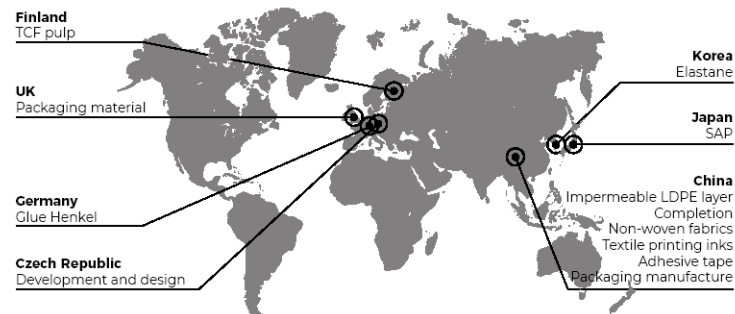 Finland
TCF pulp
UK
Packaging material
Germany
Glue Henkel
Czech Republic
Development and design
Korea
Elastane
Japan
SAP
China
Impermeable LDPE layer
Completion
Non-woven fabrics
Textile printing inks
Adhesive tape
Packaging manufacture